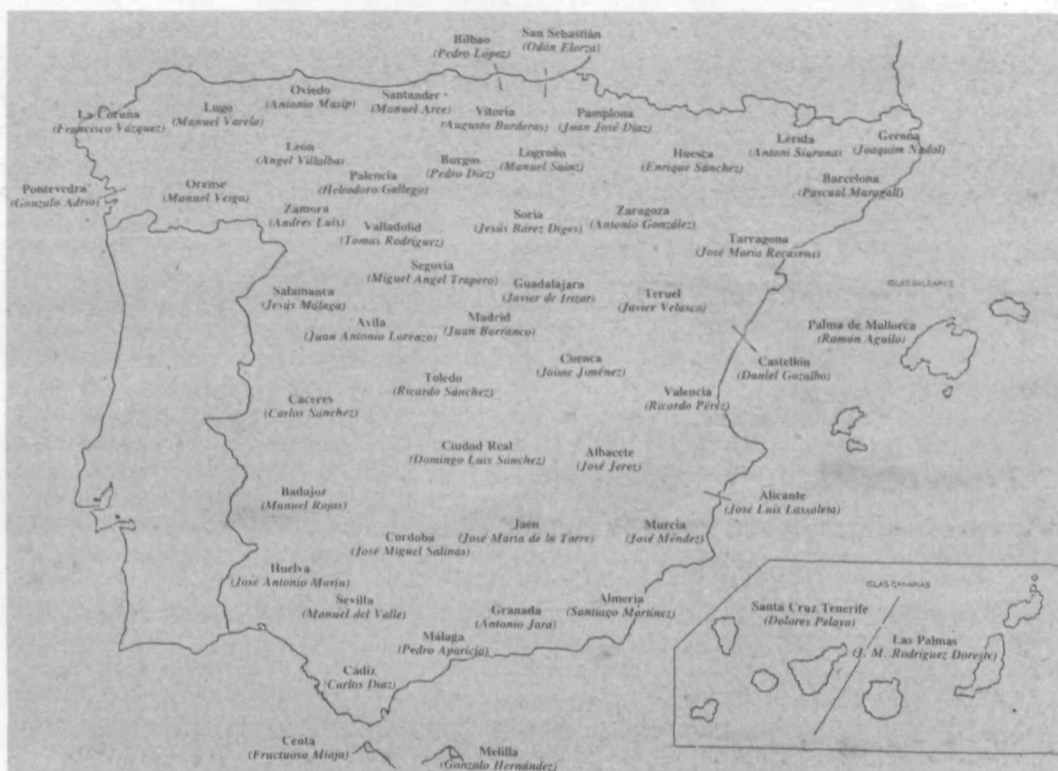 San Sebastián
(Odón Elorza)
Bilbao
(Pedro López)
Oviedo
(Antonio Masip)
Santander
(Manuel Arce)
Lugo
(Manuel Varela)
La Coruña
(Francisco Vázquez)
Vitoria
(Augusto Borderas)
Pamplona
(Juan José Díaz)
Lérida
(Antoni Siurana)
Gerona
(Joaquim Nadal)
León
(Angel Villalba)
Burgos
(Pedro Díez)
Logroño
(Manuel Sainz)
Huesca
(Enrique Sánchez)
Palencia
(Heliodoro Gallego)
Barcelona
(Pascual Maragall)
Pontevedra
(Gonzalo Adrio)
Orense
(Manuel Veiga)
Zamora
(Andres Luis)
Valladolid
(Tomás Rodríguez)
Soria
(Jesús Bárez Diges)
Zaragoza
(Antonio González)
Tarragona
(José María Recasens)
Segovia
(Miguel Angel Trapero)
Salamanca
(Jesús Málaga)
Guadalajara
(Javier de Irizar)
Teruel
(Javier Velasco)
ISLAS BALEARES
Avila
(Juan Antonio Lorenzo)
Madrid
(Juan Barranco)
Palma de Mallorca
(Ramón Aguiló)
Cuenca
(Jaime Jiménez)
Castellón
(Daniel Gozalbo)
Toledo
(Ricardo Sánchez)
Caceres
(Carlos Sánchez)
Valencia
(Ricardo Pérez)
Ciudad Real
(Domingo Luis Sánchez)
Albacete
(José Jerez)
Badajoz
(Manuel Rojas)
Alicante
(José Luis Lassaleta)
Cordoba
(José Miguel Salinas)
Jaén
(José María de la Torre)
Murcia
(José Méndez)
Huelva
(José Antonio Marín)
Sevilla
(Manuel del Valle)
Granada
(Antonio Jara)
Almería
(Santiago Martínez)
Málaga
(Pedro Aparicio)
Cádiz
(Carlos Díaz)
ISLAS CANARIAS
Santa Cruz Tenerife
(Dolores Pelayo)
Las Palmas
(J. M. Rodríguez Doreste)
Ceuta
(Fructuoso Miaja)
Melilla
(Gonzalo Hernández)